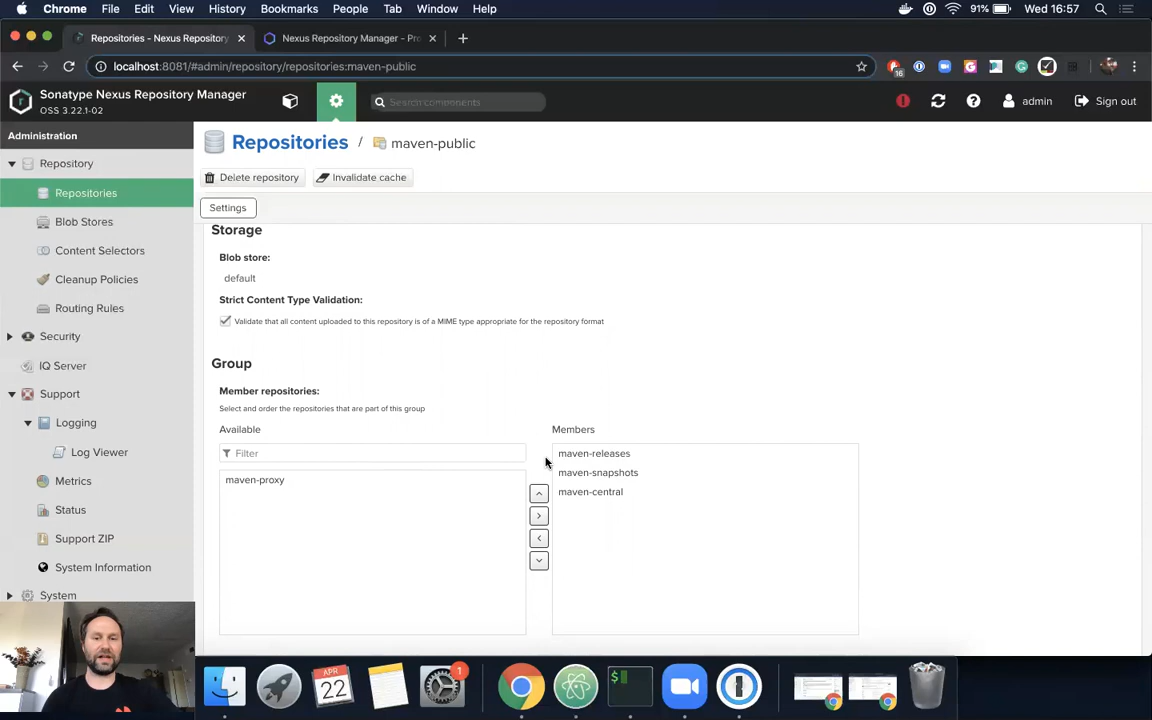 Chrome File Edit View History Bookmarks People Tab Window Help 91% Wed 16:57
Repositories - Nexus Repository
Nexus Repository Manager - Pro
localhost:8081/#admin/repository/repositories:maven-public
16
Sonatype Nexus Repository Manager
OSS 3.22.1-02
Search components
admin
Sign out
Administration
Repository
Repositories
Blob Stores
Content Selectors
Cleanup Policies
Routing Rules
Security
IQ Server
Support
Logging
Log Viewer
Metrics
Status
Support ZIP
System Information
System
Repositories / maven-public
Delete repository
Invalidate cache
Settings
Storage
Blob store:
default
Strict Content Type Validation:
Validate that all content uploaded to this repository is of a MIME type appropriate for the repository format
Group
Member repositories:
Select and order the repositories that are part of this group
Available
Filter
maven-proxy
Members
maven-releases
maven-snapshots
maven-central
APR
22
1
$